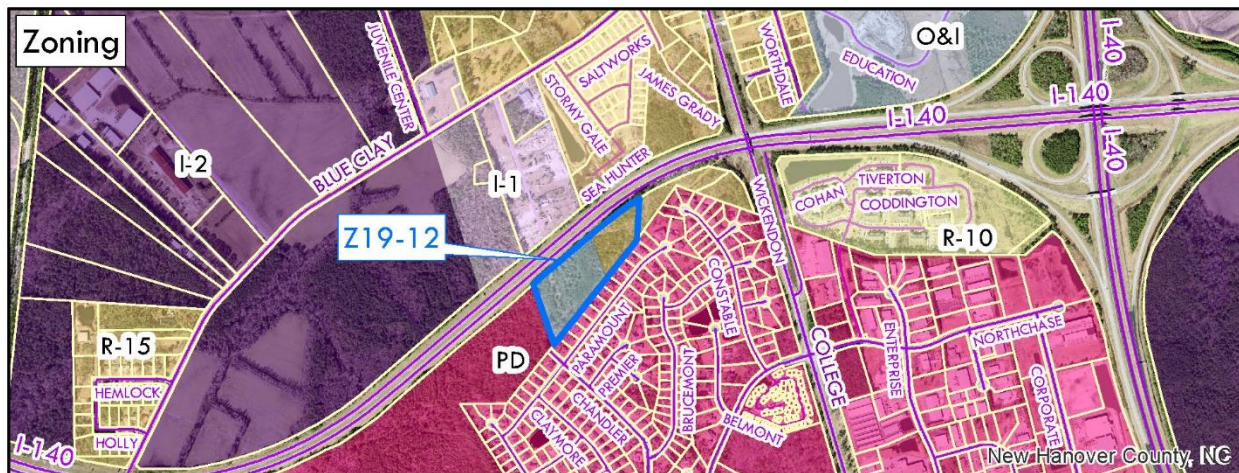 Zoning
JUVENILE CENTER
SALTWORKS
STORMY GALE
JAMES GRADY
WORTHDALE
O&I
EDUCATION
I-40
I-140
I-140
I-40
I-2
BLUE CLAY
I-1
SEA HUNTER
Z19-12
WICKENDON
COHAN
TIVERTON
CODDINGTON
R-10
R-15
HEMLOCK
HOLLY
I-140
PD
PARAMOUNT
PREMIER
CHANDLER
CLAYMORE
CONSTABLE
BRUCEMONT
BELMONT
COLLEGE
ENTERPRISE
NORTHCHASE
CORPORATE
New Hanover County, NC